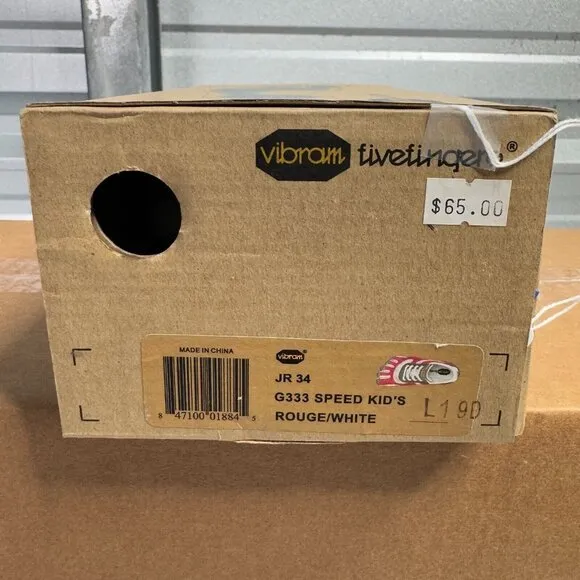 vibram fivefingers®
$65.00
MADE IN CHINA
vibram
JR 34
G333 SPEED KID'S
ROUGE/WHITE
8 47100 01884 5
L19D